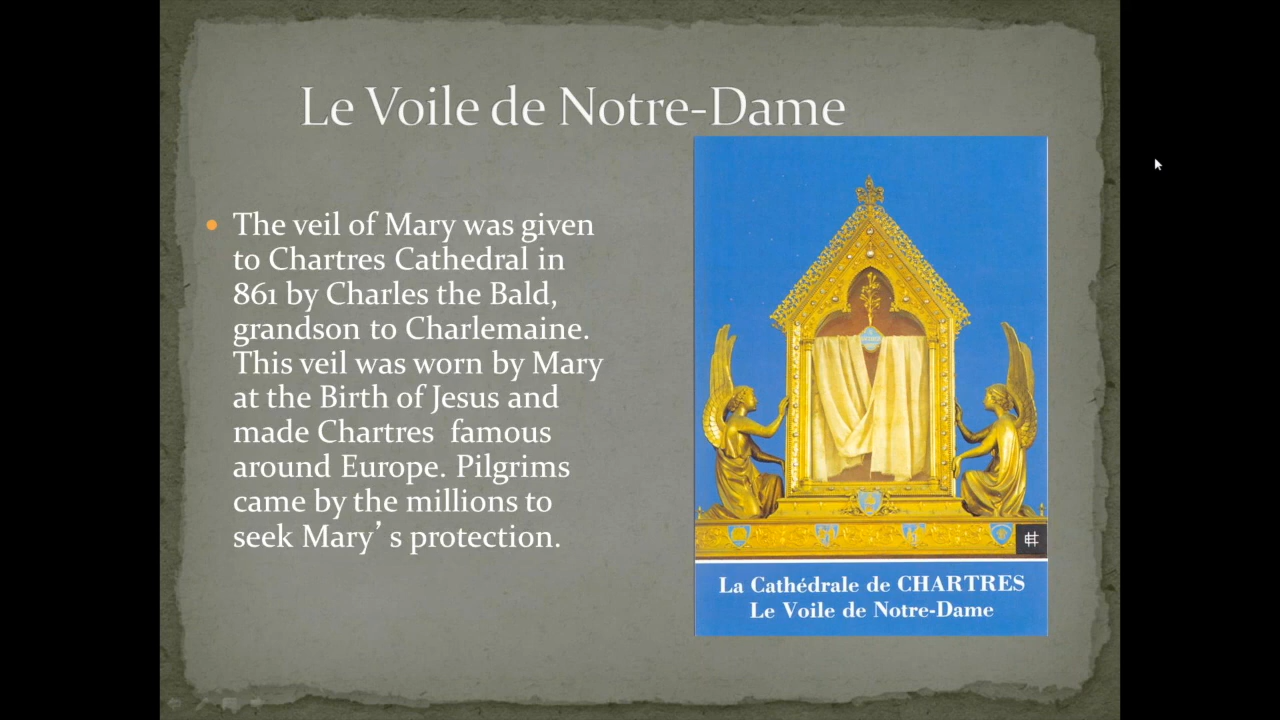 Le Voile de Notre-Dame
The veil of Mary was given
to Chartres Cathedral in
861 by Charles the Bald,
grandson to Charlemaine.
This veil was worn by Mary
at the Birth of Jesus and
made Chartres  famous
around Europe. Pilgrims
came by the millions to
seek Mary’ s protection.
La Cathédrale de CHARTRES
Le Voile de Notre-Dame